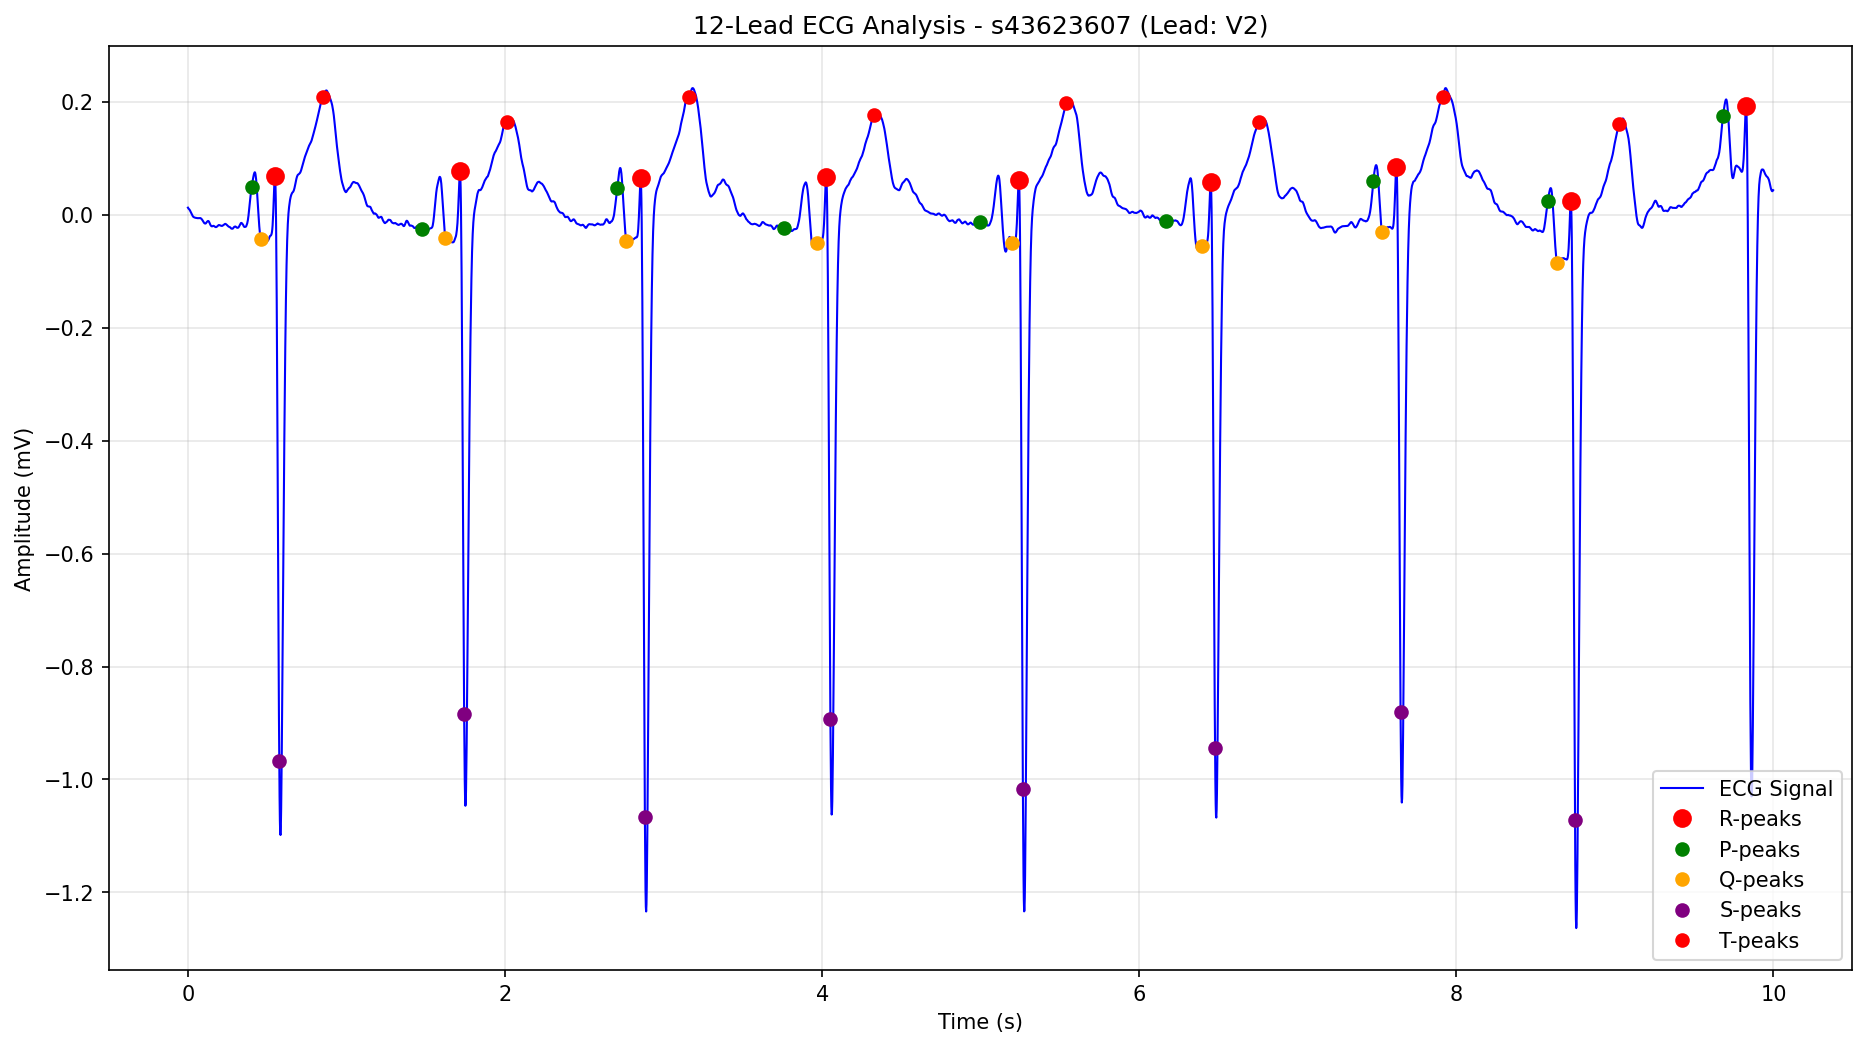 12-Lead ECG Analysis - s43623607 (Lead: V2)
0.2
0.0
−0.2
−0.4
−0.6
−0.8
−1.0
−1.2
Amplitude (mV)
0 2 4 6 8 10
Time (s)
ECG Signal
R-peaks
P-peaks
Q-peaks
S-peaks
T-peaks